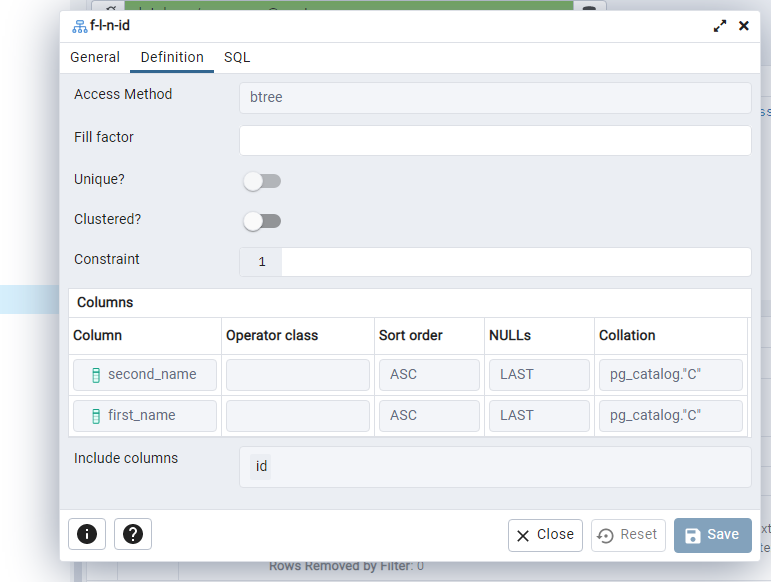 f-l-n-id
General Definition SQL
Access Method btree
Fill factor
Unique?
Clustered?
Constraint 1
Columns
Column Operator class Sort order NULLs Collation
second_name ASC LAST pg_catalog."C"
first_name ASC LAST pg_catalog."C"
Include columns id
Close Reset Save
Rows Removed by Filter: 0